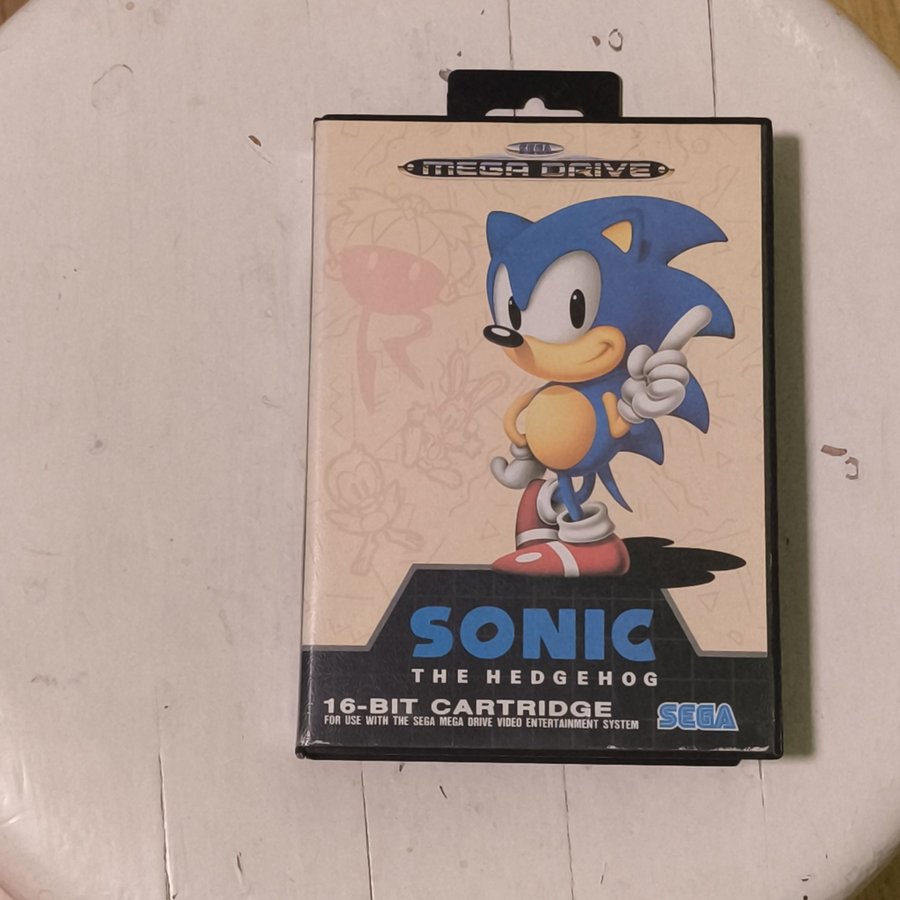 SEGA
MEGA DRIVE
SONIC
THE HEDGEHOG
16-BIT CARTRIDGE
FOR USE WITH THE SEGA MEGA DRIVE VIDEO ENTERTAINMENT SYSTEM
SEGA